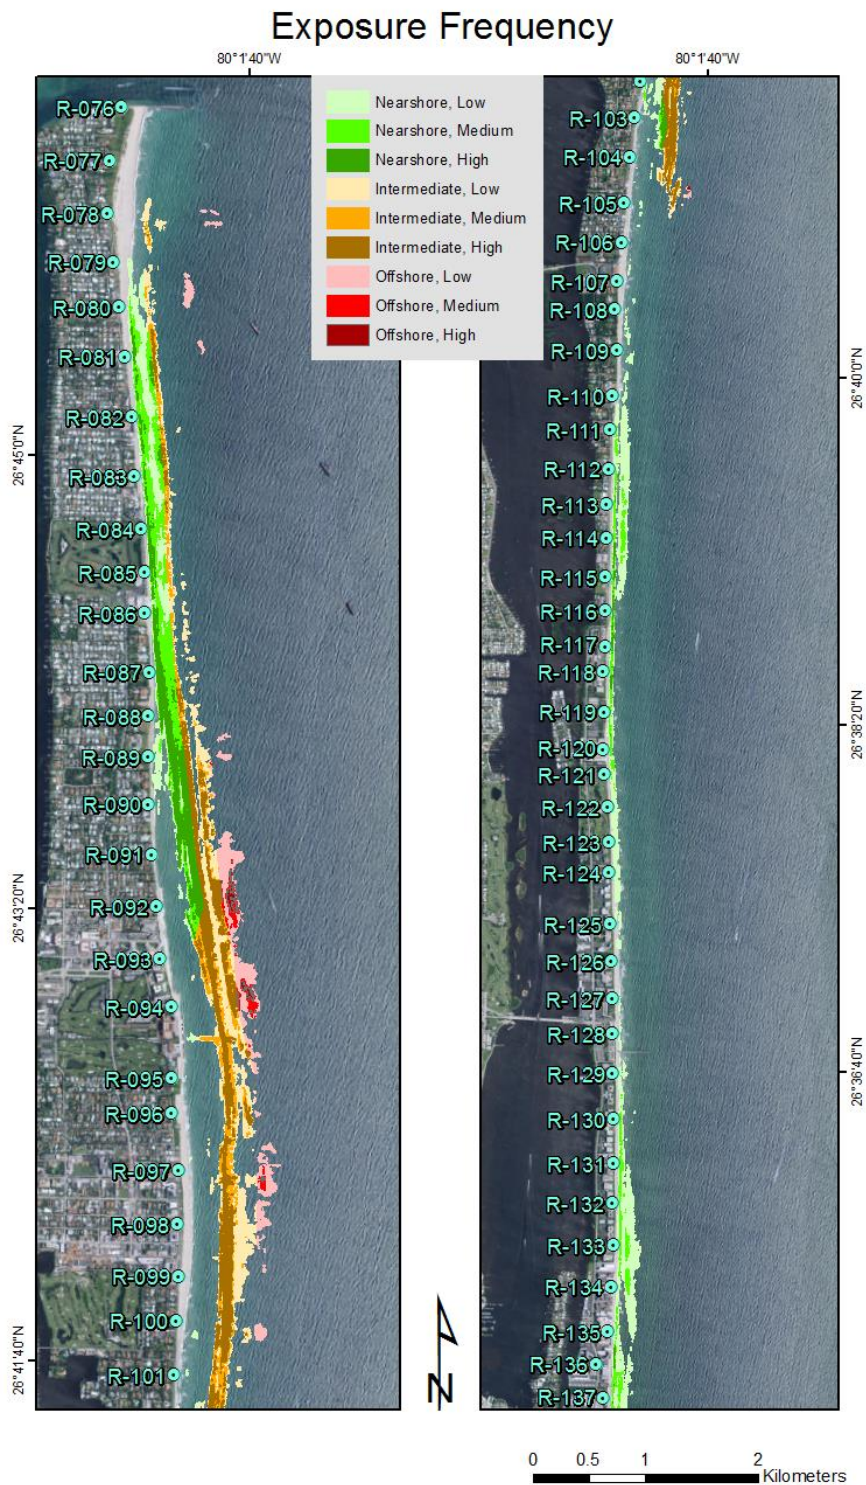 Exposure Frequency
80°1'40"W
80°1'40"W
Nearshore, Low
Nearshore, Medium
Nearshore, High
Intermediate, Low
Intermediate, Medium
Intermediate, High
Offshore, Low
Offshore, Medium
Offshore, High
R-076
R-077
R-078
R-079
R-080
R-081
R-082
R-083
R-084
R-085
R-086
R-087
R-088
R-089
R-090
R-091
R-092
R-093
R-094
R-095
R-096
R-097
R-098
R-099
R-100
R-101
26°45'0"N
26°43'20"N
26°41'40"N
R-103
R-104
R-105
R-106
R-107
R-108
R-109
R-110
R-111
R-112
R-113
R-114
R-115
R-116
R-117
R-118
R-119
R-120
R-121
R-122
R-123
R-124
R-125
R-126
R-127
R-128
R-129
R-130
R-131
R-132
R-133
R-134
R-135
R-136
R-137
26°40'0"N
26°38'20"N
26°36'40"N
N
0 0.5 1 2
Kilometers